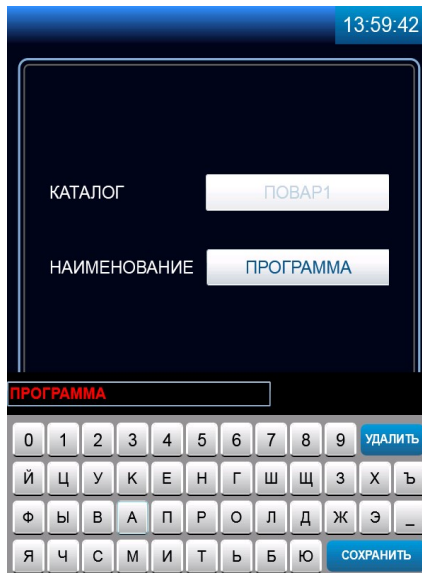 13:59:42
КАТАЛОГ ПОВАР1
НАИМЕНОВАНИЕ ПРОГРАММА
ПРОГРАММА
0 1 2 3 4 5 6 7 8 9 УДАЛИТЬ
Й Ц У К Е Н Г Ш Щ З Х Ъ
Ф Ы В А П Р О Л Д Ж Э _
Я Ч С М И Т Ь Б Ю СОХРАНИТЬ